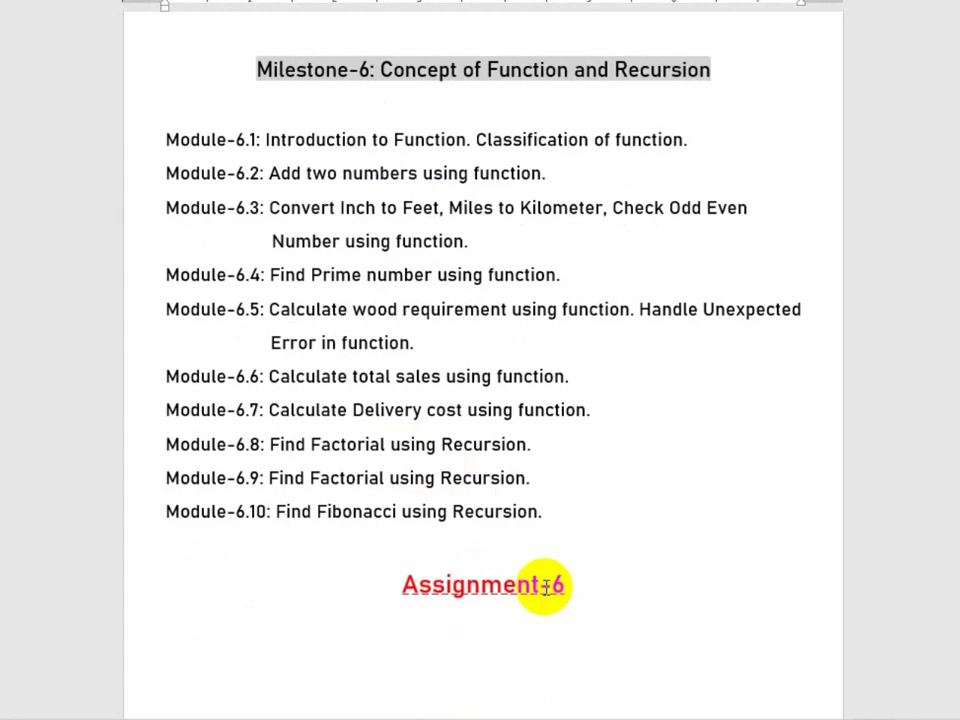 Milestone-6: Concept of Function and Recursion
Module-6.1: Introduction to Function. Classification of function.
Module-6.2: Add two numbers using function.
Module-6.3: Convert Inch to Feet, Miles to Kilometer, Check Odd Even
Number using function.
Module-6.4: Find Prime number using function.
Module-6.5: Calculate wood requirement using function. Handle Unexpected
Error in function.
Module-6.6: Calculate total sales using function.
Module-6.7: Calculate Delivery cost using function.
Module-6.8: Find Factorial using Recursion.
Module-6.9: Find Factorial using Recursion.
Module-6.10: Find Fibonacci using Recursion.
Assignment-6